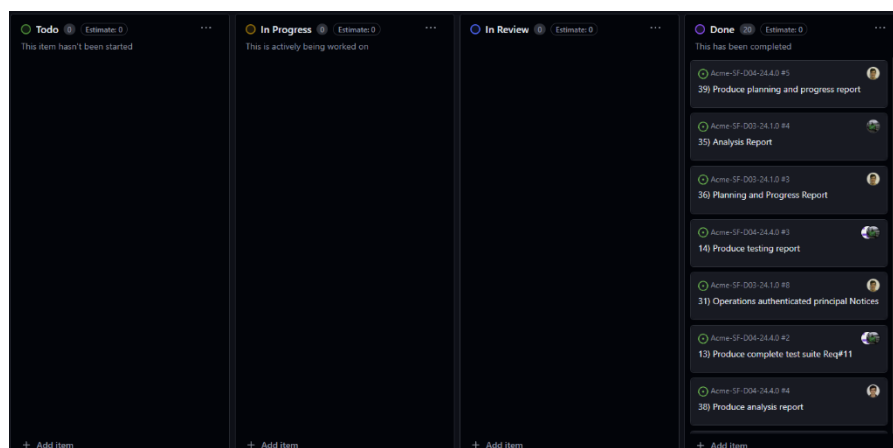 Todo 0 Estimate: 0
This item hasn't been started
+ Add item
In Progress 0 Estimate: 0
This is actively being worked on
+ Add item
In Review 0 Estimate: 0
+ Add item
Done 20 Estimate: 0
This has been completed
Acme-SF-D04-24.4.0 #5
39) Produce planning and progress report
Acme-SF-D03-24.1.0 #4
35) Analysis Report
Acme-SF-D03-24.1.0 #3
36) Planning and Progress Report
Acme-SF-D04-24.4.0 #3
14) Produce testing report
Acme-SF-D03-24.1.0 #8
31) Operations authenticated principal Notices
Acme-SF-D04-24.4.0 #2
13) Produce complete test suite Req#11
Acme-SF-D04-24.4.0 #4
38) Produce analysis report
+ Add item